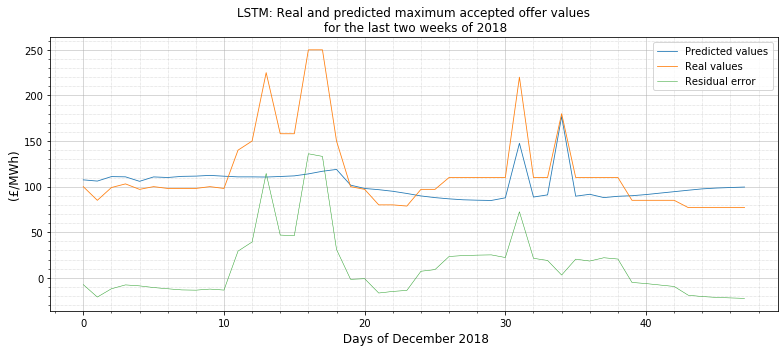 LSTM: Real and predicted maximum accepted offer values
for the last two weeks of 2018
Predicted values
Real values
Residual error
(£/MWh)
250
200
150
100
50
0
0 10 20 30 40
Days of December 2018